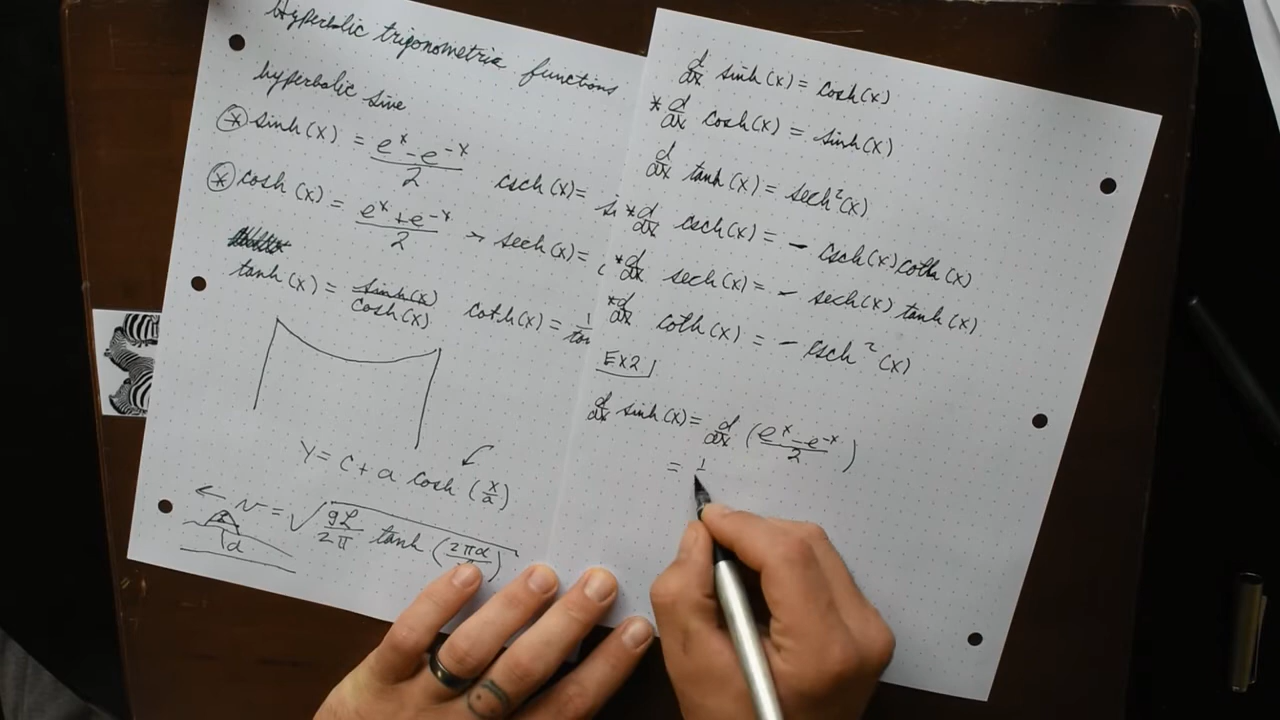 Hyperbolic trigonometric functions
hyperbolic sine
* sinh(x) = e^x - e^-x / 2
csch(x) =
* cosh(x) = e^x + e^-x / 2
→ sech(x) =
tanh(x) = sinh(x) / cosh(x)
coth(x) = 1 /
y = c + a cosh (x/a)
← v = √(gL / 2π tanh (2πd /
d
d/dx sinh(x) = cosh(x)
* d/dx cosh(x) = sinh(x)
d/dx tanh(x) = sech²(x)
* d/dx csch(x) = - csch(x) coth(x)
* d/dx sech(x) = - sech(x) tanh(x)
* d/dx coth(x) = - csch²(x)
EX2
d/dx sinh(x) = d/dx (e^x - e^-x / 2)
= 1